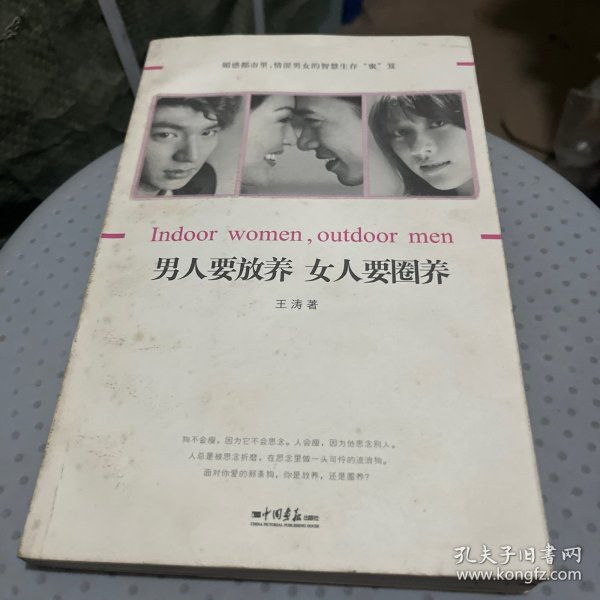 媚惑都市里，情涩男女的智慧生存“衷”耳
Indoor women , outdoor men
男人要放养 女人要圈养
王涛 著
狗不会瘦，因为它不会思念。人会瘦，因为他思念别人。
人总是被思念折磨，在思念里做一头可怜的流浪狗。
面对你爱的那条狗，你是放养，还是圈养？
中国画报出版社
CHINA PICTORIAL PUBLISHING HOUSE
孔夫子旧书网
www.kongfz.com